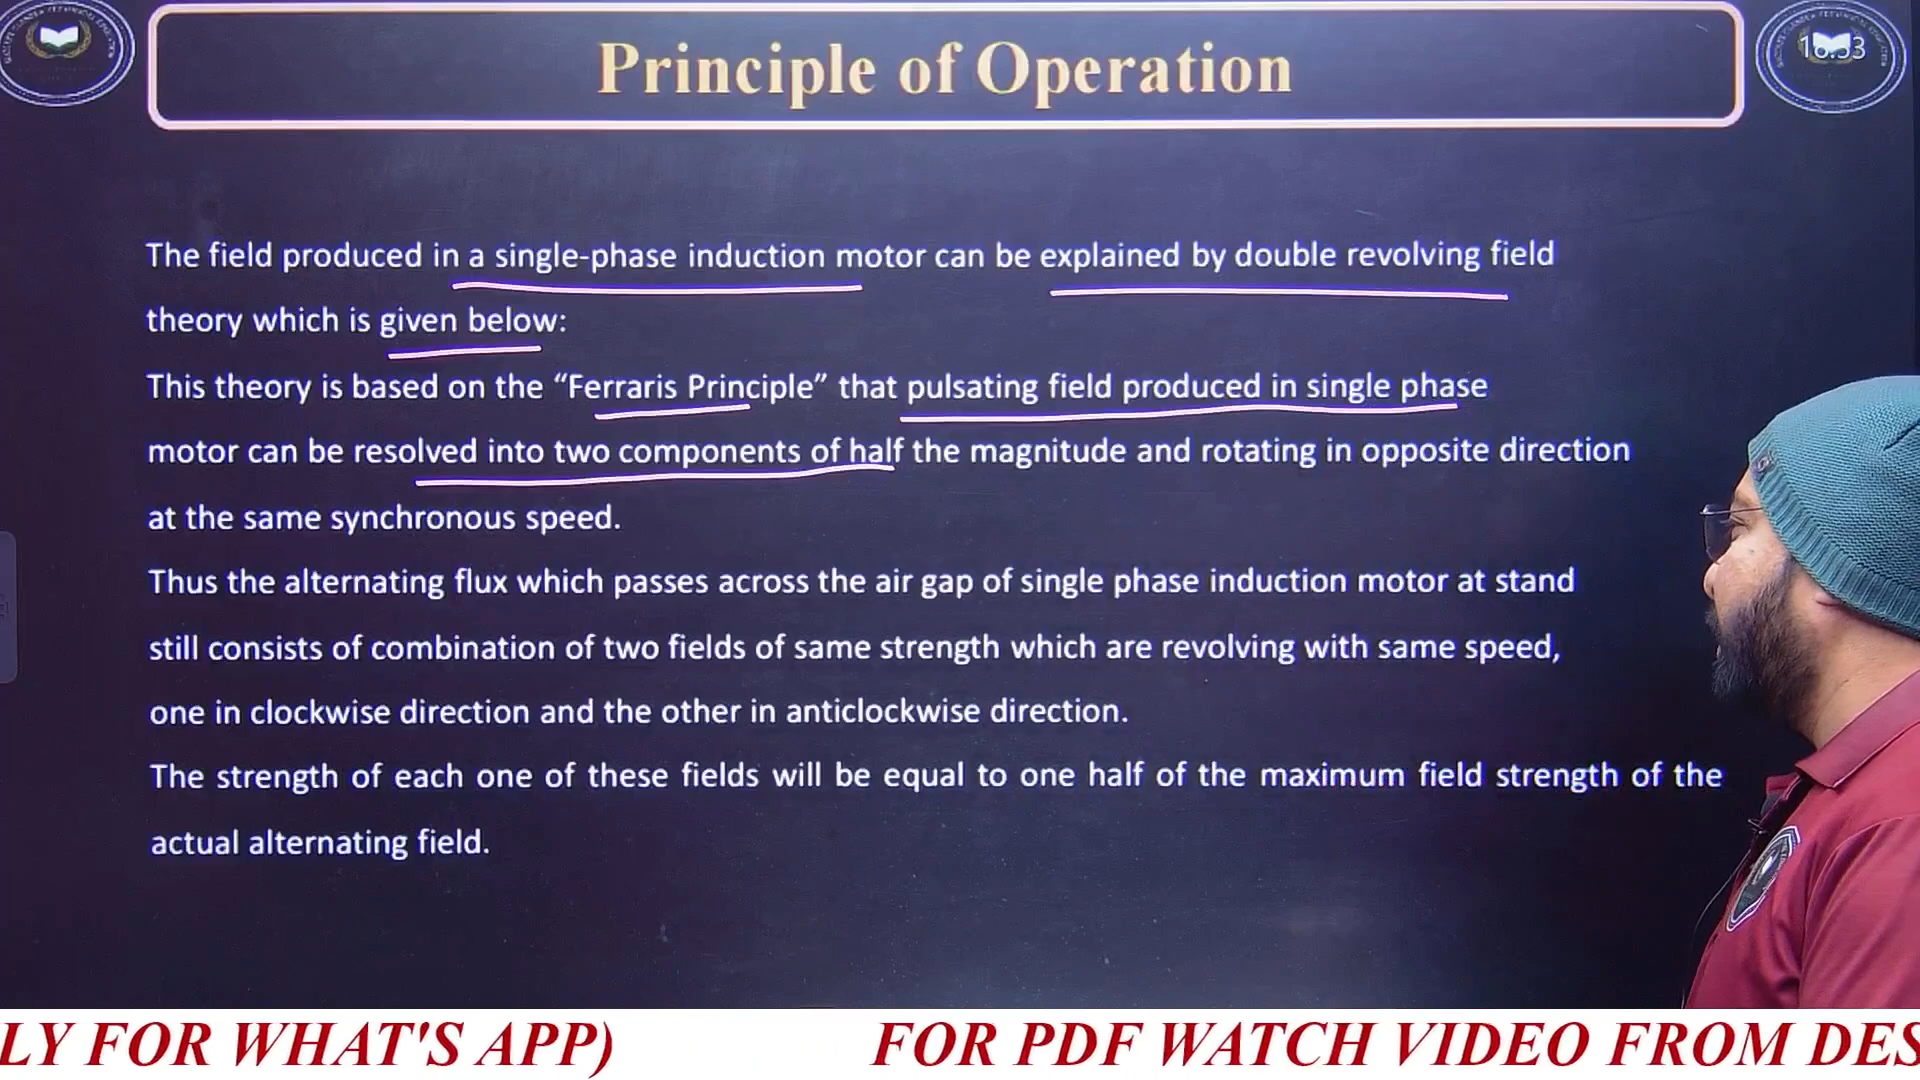 Principle of Operation
16:53
The field produced in a single-phase induction motor can be explained by double revolving field
theory which is given below:
This theory is based on the “Ferraris Principle” that pulsating field produced in single phase
motor can be resolved into two components of half the magnitude and rotating in opposite direction
at the same synchronous speed.
Thus the alternating flux which passes across the air gap of single phase induction motor at stand
still consists of combination of two fields of same strength which are revolving with same speed,
one in clockwise direction and the other in anticlockwise direction.
The strength of each one of these fields will be equal to one half of the maximum field strength of the
actual alternating field.
LY FOR WHAT'S APP) FOR PDF WATCH VIDEO FROM DES